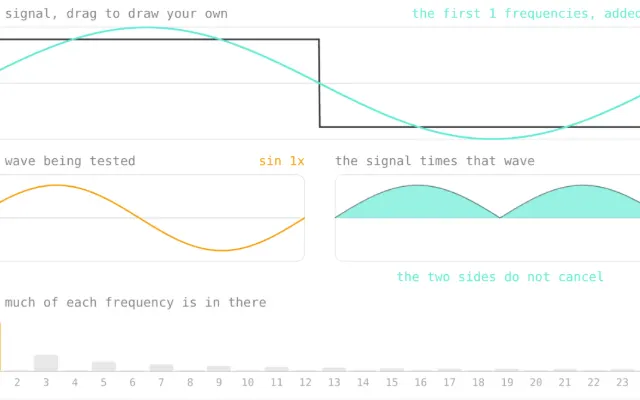 signal, drag to draw your own
the first 1 frequencies, added
wave being tested
sin 1x
the signal times that wave
the two sides do not cancel
much of each frequency is in there
2 3 4 5 6 7 8 9 10 11 12 13 14 15 16 17 18 19 20 21 22 23